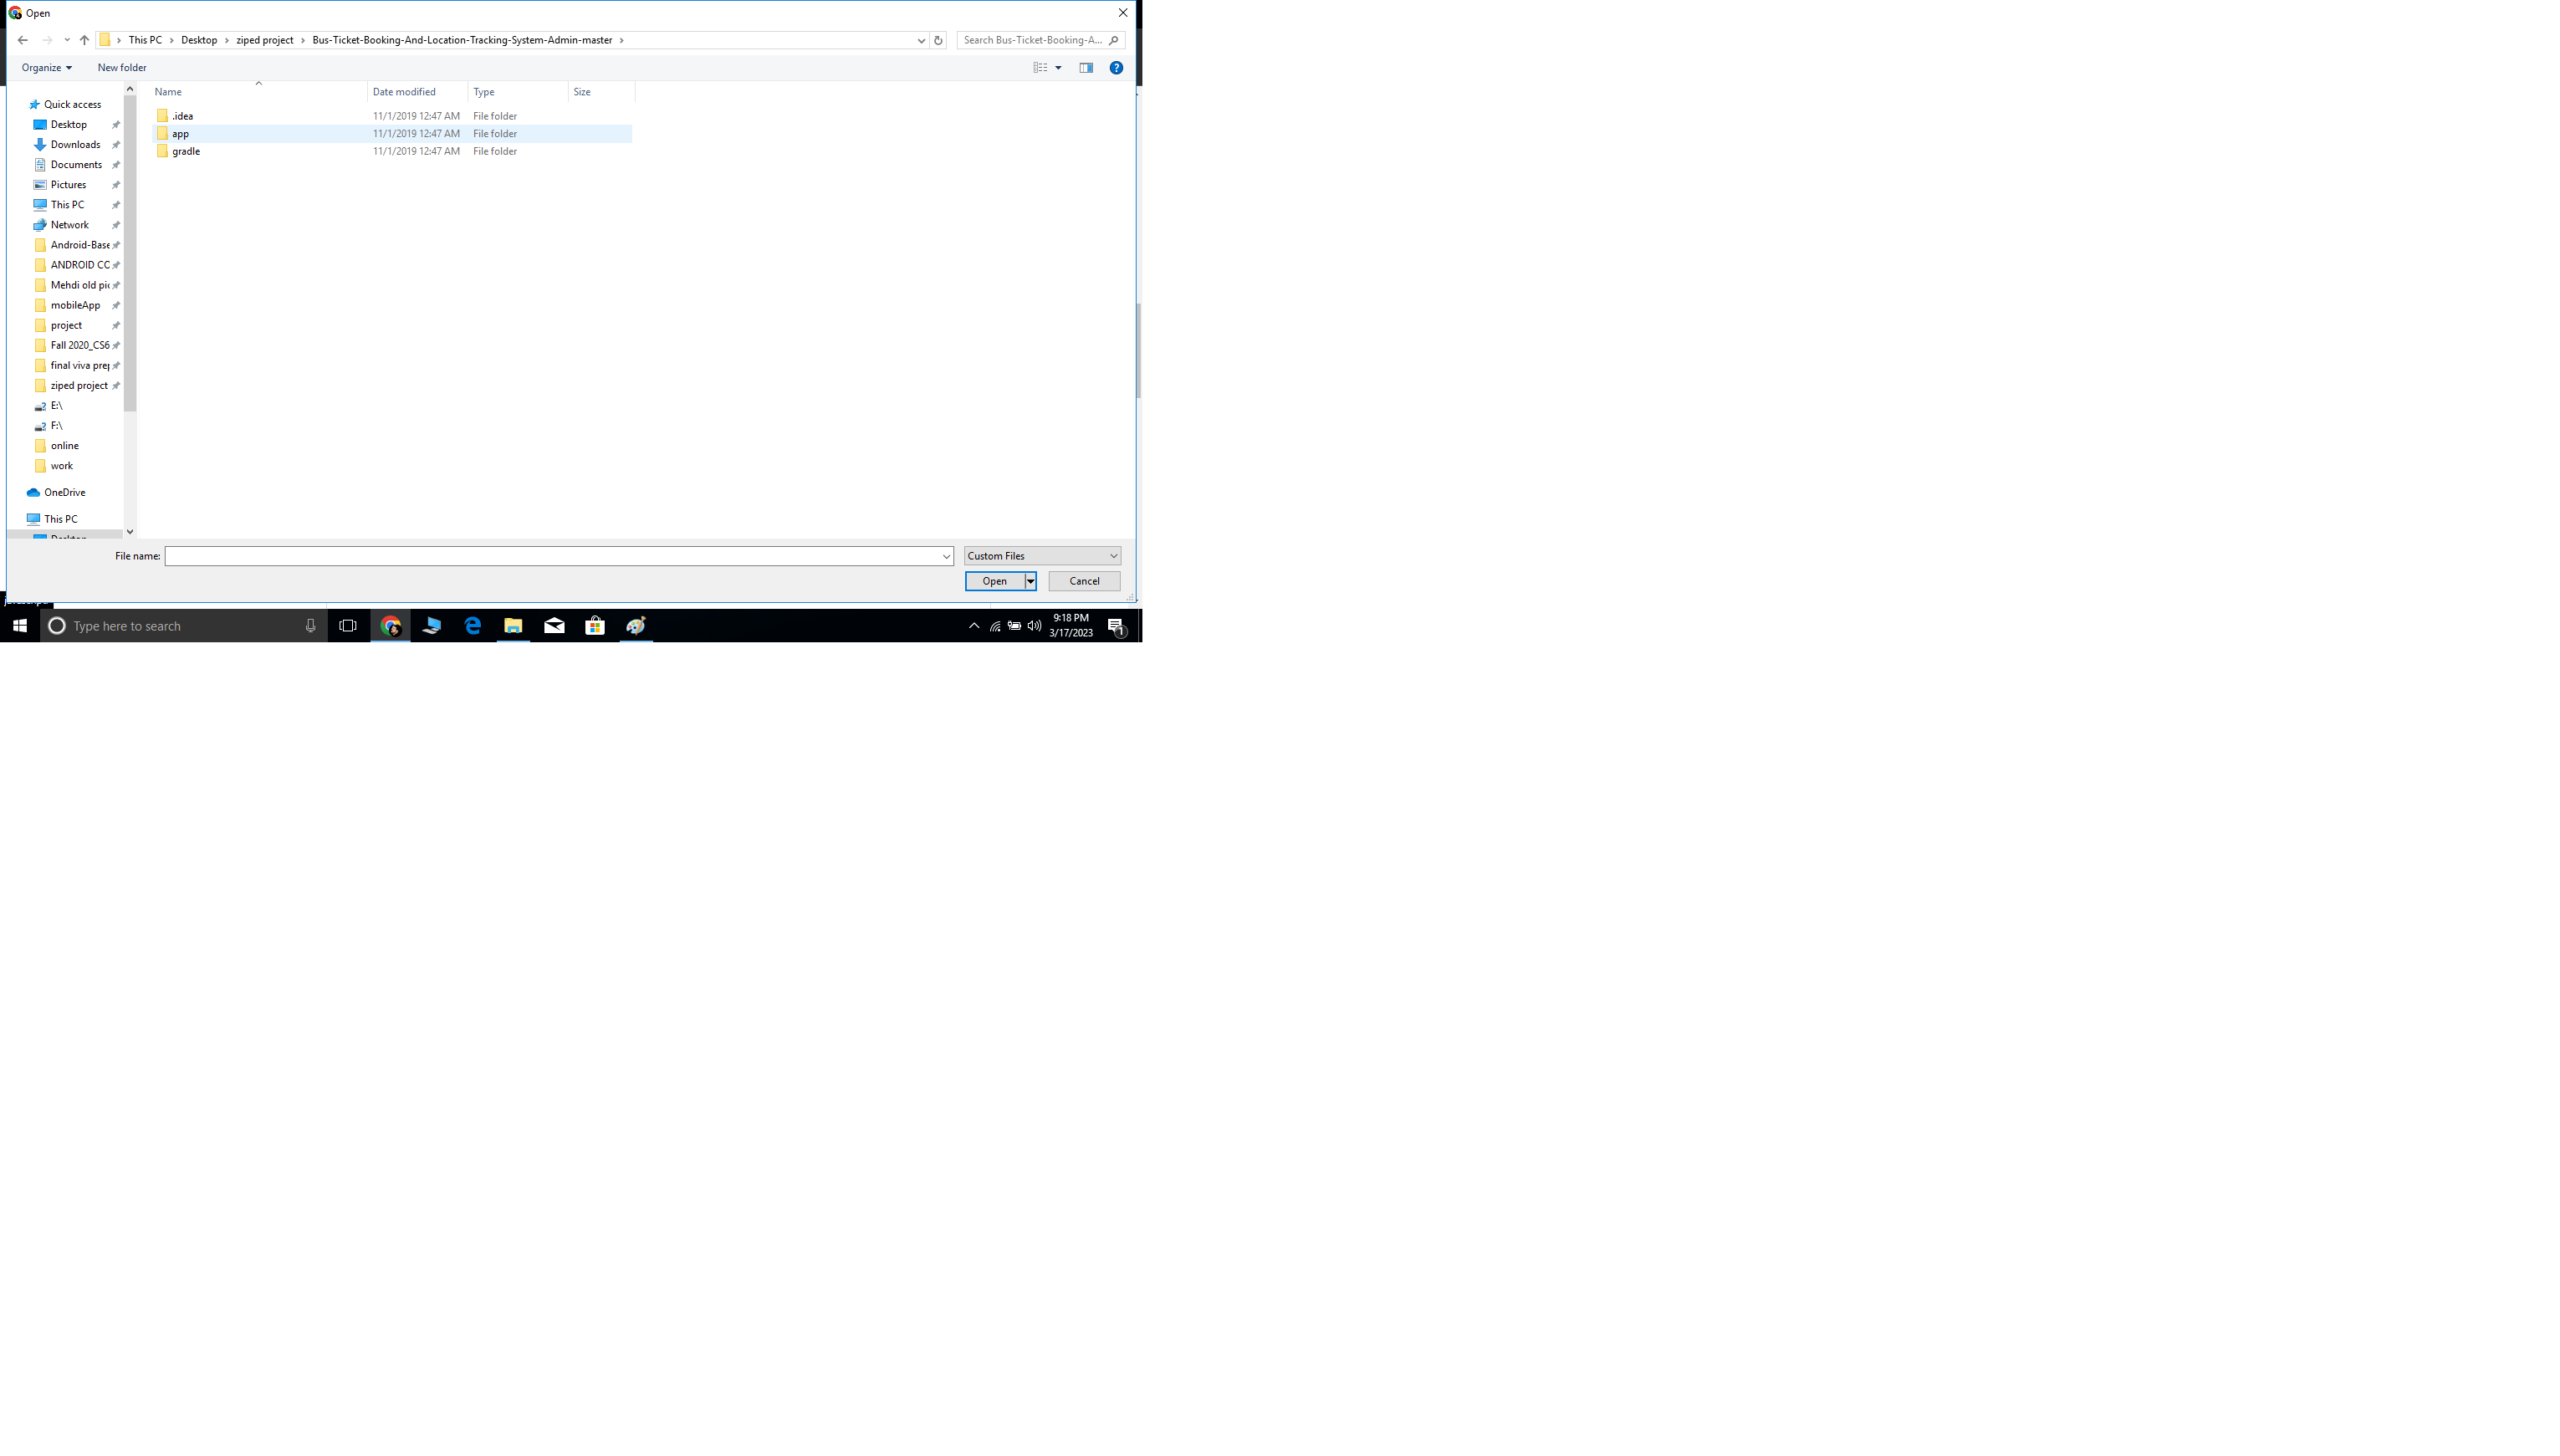 Open
This PC > Desktop > ziped project > Bus-Ticket-Booking-And-Location-Tracking-System-Admin-master >
Search Bus-Ticket-Booking-A...
Organize
New folder
Name
Date modified
Type
Size
.idea 11/1/2019 12:47 AM File folder
app 11/1/2019 12:47 AM File folder
gradle 11/1/2019 12:47 AM File folder
Quick access
Desktop
Downloads
Documents
Pictures
This PC
Network
Android-Base
ANDROID CC
Mehdi old pic
mobileApp
project
Fall 2020_CS6
final viva prep
ziped project
E:\
F:\
online
work
OneDrive
This PC
Desktop
File name:
Custom Files
Open
Cancel
Type here to search
9:18 PM
3/17/2023
1